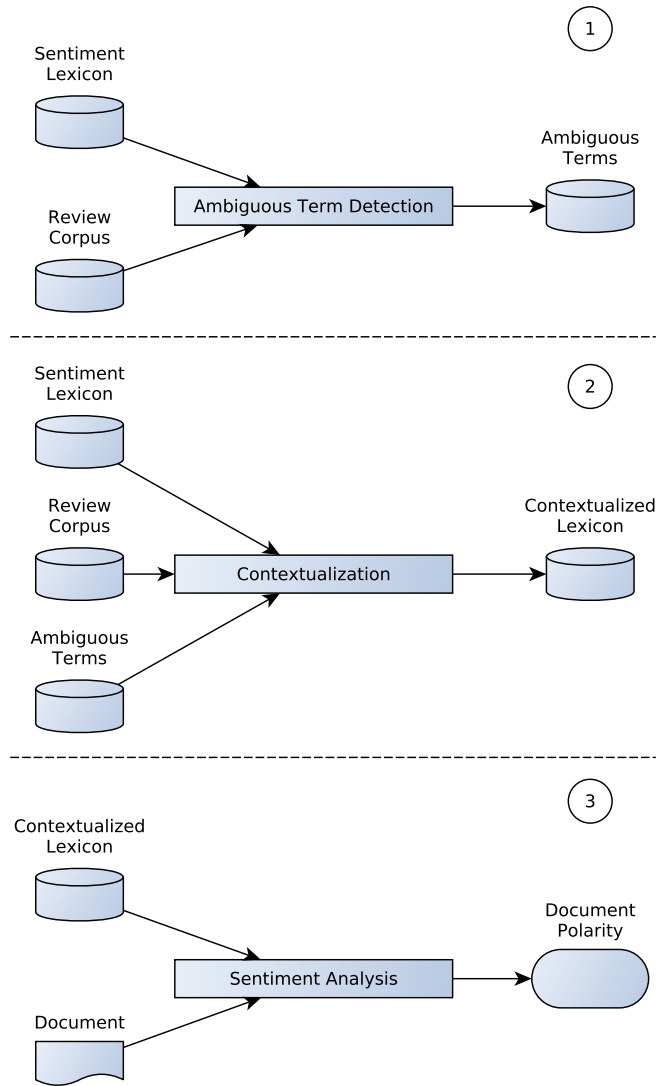 1
Sentiment
Lexicon
Ambiguous
Terms
Ambiguous Term Detection
Review
Corpus
2
Sentiment
Lexicon
Review
Corpus
Contextualized
Lexicon
Contextualization
Ambiguous
Terms
3
Contextualized
Lexicon
Document
Polarity
Sentiment Analysis
Document